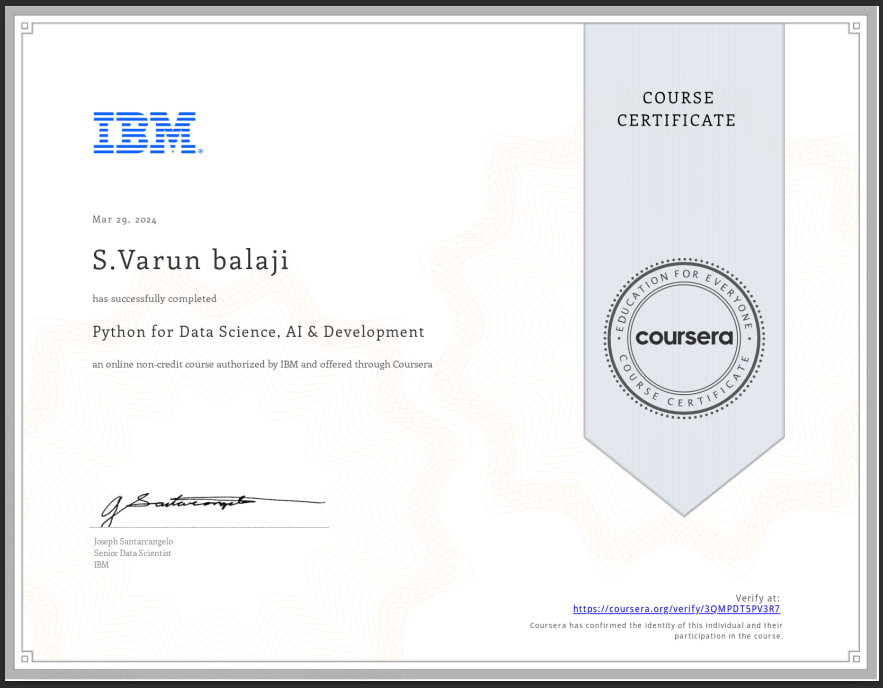 COURSE
CERTIFICATE
IBM®
Mar 29, 2024
S.Varun balaji
has successfully completed
Python for Data Science, AI & Development
an online non-credit course authorized by IBM and offered through Coursera
EDUCATION FOR EVERYONE
coursera
COURSE CERTIFICATE
J Santarcangelo
Joseph Santarcangelo
Senior Data Scientist
IBM
Verify at:
https://coursera.org/verify/3QMPDT5PV3R7
Coursera has confirmed the identity of this individual and their
participation in the course.